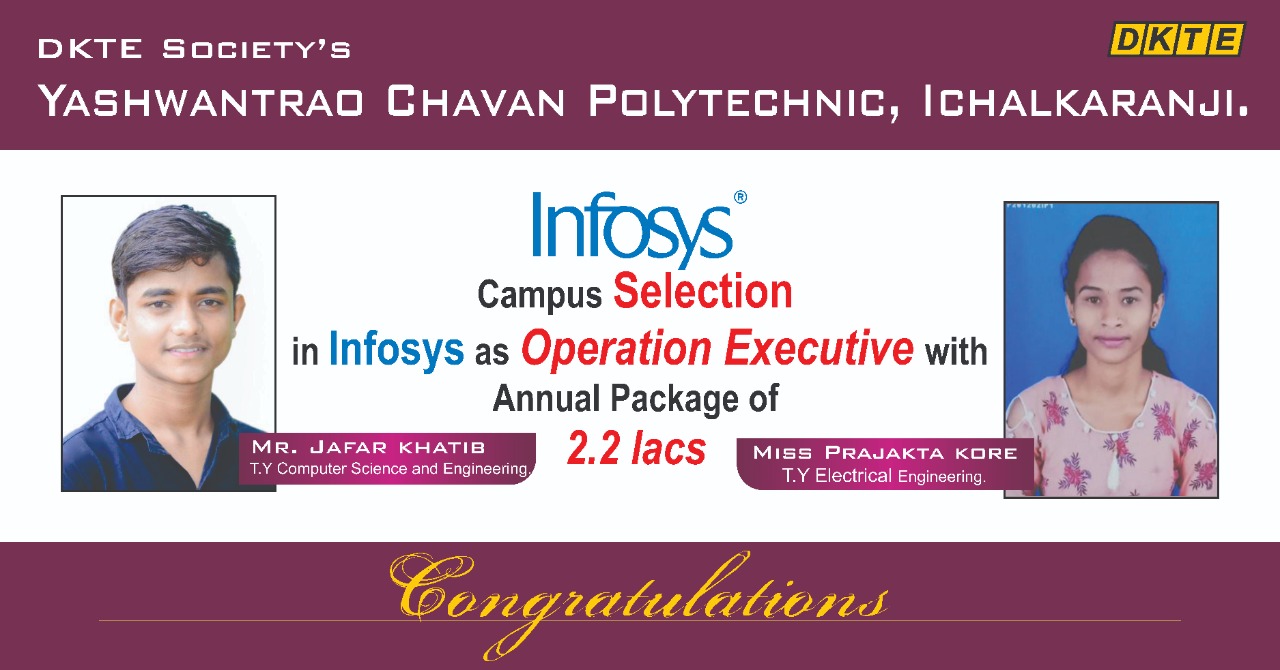 DKTE Society's
DKTE
Yashwantrao Chavan Polytechnic, Ichalkaranji.
Infosys®
Campus Selection
in Infosys as Operation Executive with
Annual Package of
2.2 lacs
Mr. Jafar Khatib
T.Y Computer Science and Engineering.
Miss Prajakta Kore
T.Y Electrical Engineering.
Congratulations